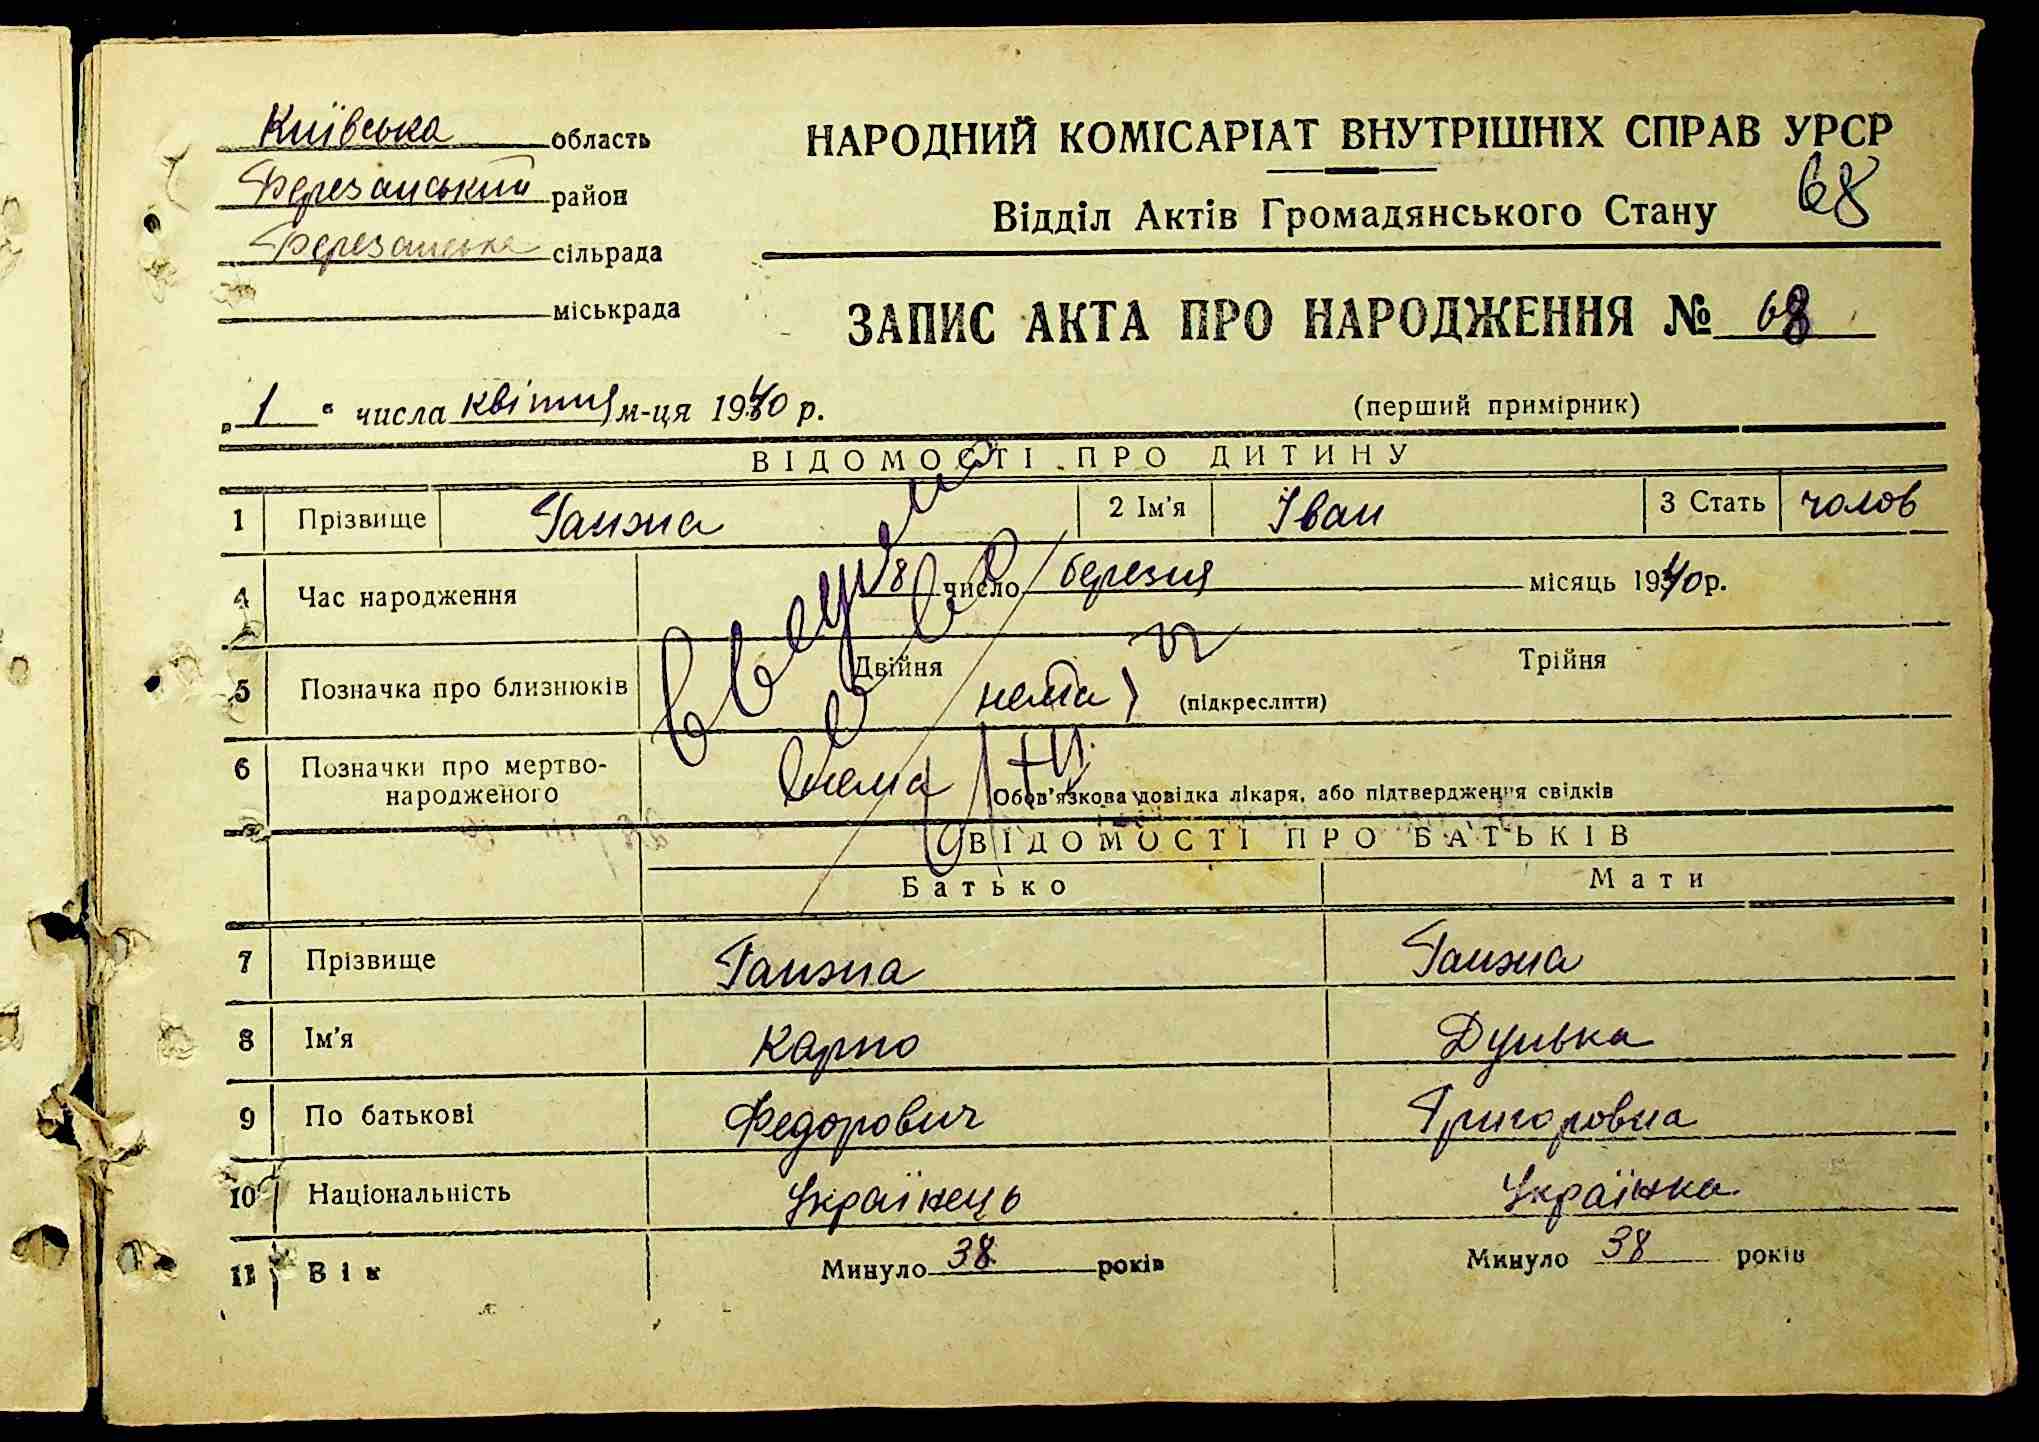 Київська область
Березанський район
Березанська сільрада
міськрада
НАРОДНИЙ КОМІСАРІАТ ВНУТРІШНІХ СПРАВ УРСР
Відділ Актів Громадянського Стану 68
ЗАПИС АКТА ПРО НАРОДЖЕННЯ № 68
„1“ числа квітня м-ця 1940 р.
(перший примірник)
ВІДОМОСТІ ПРО ДИТИНУ
1 Прізвище Ганжа 2 Ім'я Іван 3 Стать чолов
4 Час народження 8 число березня місяць 1940 р.
5 Позначка про близнюків Двійня нема (підкреслити) Трійня
6 Позначки про мертво-
народженого нема Обов'язкова довідка лікаря, або підтвердження свідків
ВІДОМОСТІ ПРО БАТЬКІВ
Батько Мати
7 Прізвище Ганжа Ганжа
8 Ім'я Карпо Дунька
9 По батькові Федорович Григоровна
10 Національність Українець Українка
11 Вік Минуло 38 років Минуло 38 років